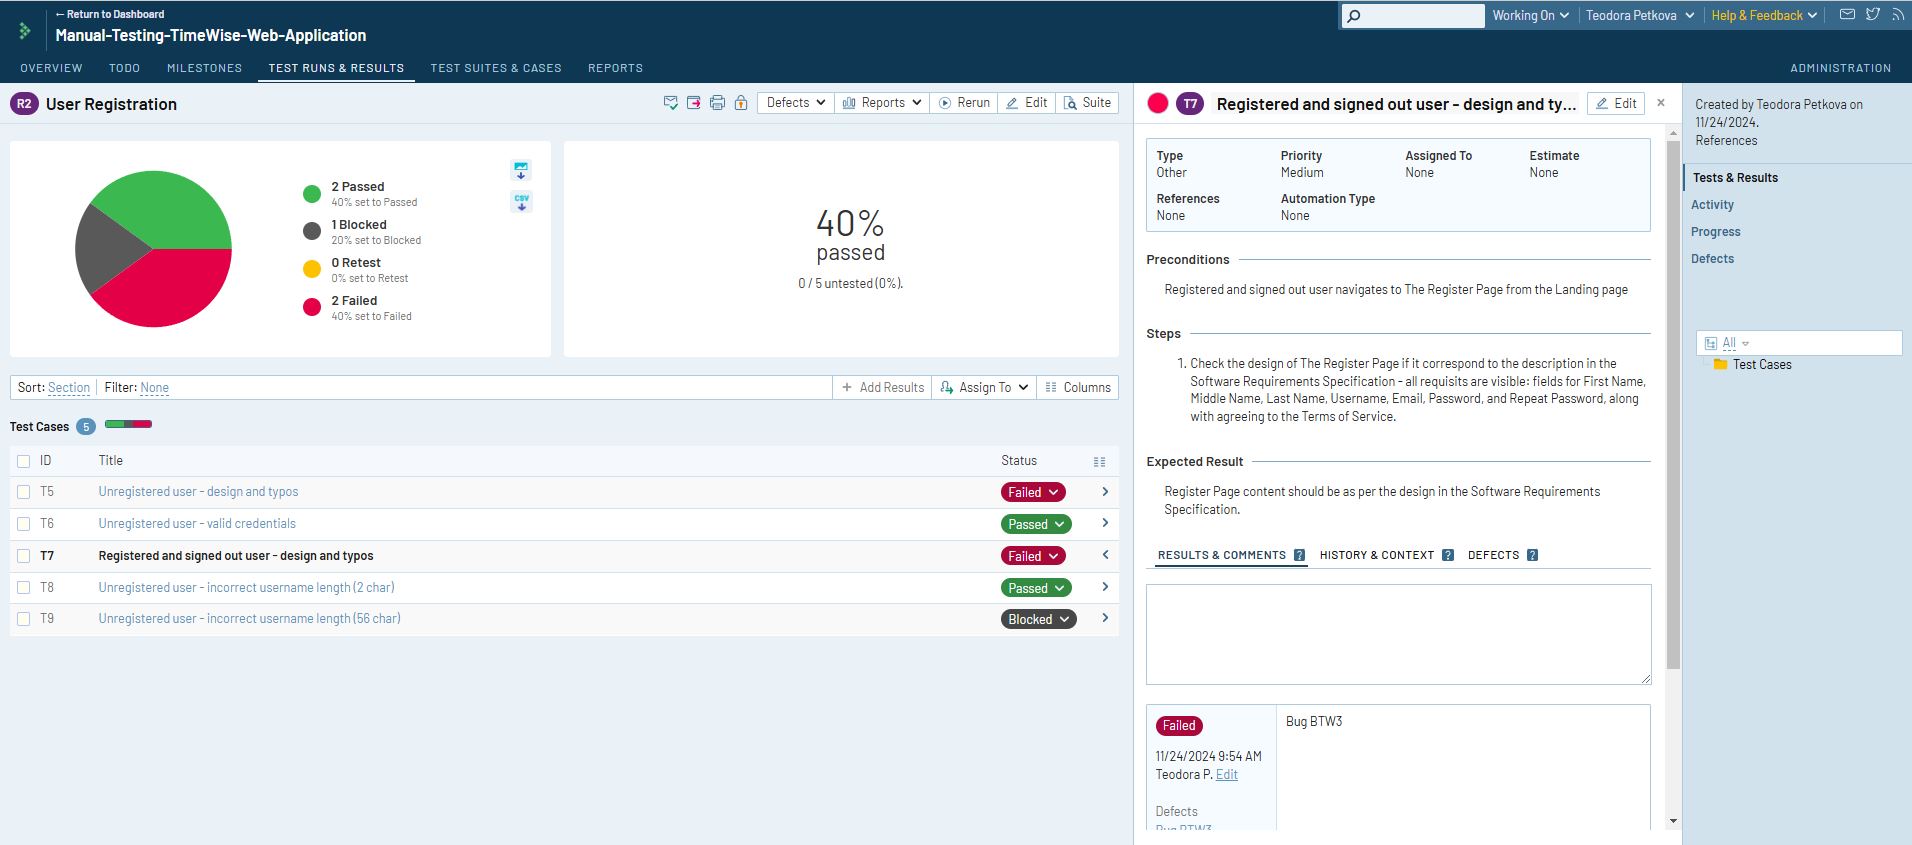 ← Return to Dashboard
Manual-Testing-TimeWise-Web-Application
Working On
Teodora Petkova
Help & Feedback
OVERVIEW
TODO
MILESTONES
TEST RUNS & RESULTS
TEST SUITES & CASES
REPORTS
ADMINISTRATION
R2 User Registration
Defects
Reports
Rerun
Edit
Suite
2 Passed
40% set to Passed
1 Blocked
20% set to Blocked
0 Retest
0% set to Retest
2 Failed
40% set to Failed
CSV
40%
passed
0 / 5 untested (0%).
Sort: Section
Filter: None
Add Results
Assign To
Columns
Test Cases 5
ID Title Status
T5 Unregistered user - design and typos Failed
T6 Unregistered user - valid credentials Passed
T7 Registered and signed out user - design and typos Failed
T8 Unregistered user - incorrect username length (2 char) Passed
T9 Unregistered user - incorrect username length (56 char) Blocked
T7 Registered and signed out user - design and ty...
Edit
×
Type Priority Assigned To Estimate
Other Medium None None
References Automation Type
None None
Preconditions
Registered and signed out user navigates to The Register Page from the Landing page
Steps
1. Check the design of The Register Page if it correspond to the description in the
Software Requirements Specification - all requisits are visible: fields for First Name,
Middle Name, Last Name, Username, Email, Password, and Repeat Password, along
with agreeing to the Terms of Service.
Expected Result
Register Page content should be as per the design in the Software Requirements
Specification.
RESULTS & COMMENTS ?
HISTORY & CONTEXT ?
DEFECTS ?
Failed
Bug BTW3
11/24/2024 9:54 AM
Teodora P. Edit
Defects
Bug BTW3
Created by Teodora Petkova on
11/24/2024.
References
Tests & Results
Activity
Progress
Defects
All
Test Cases